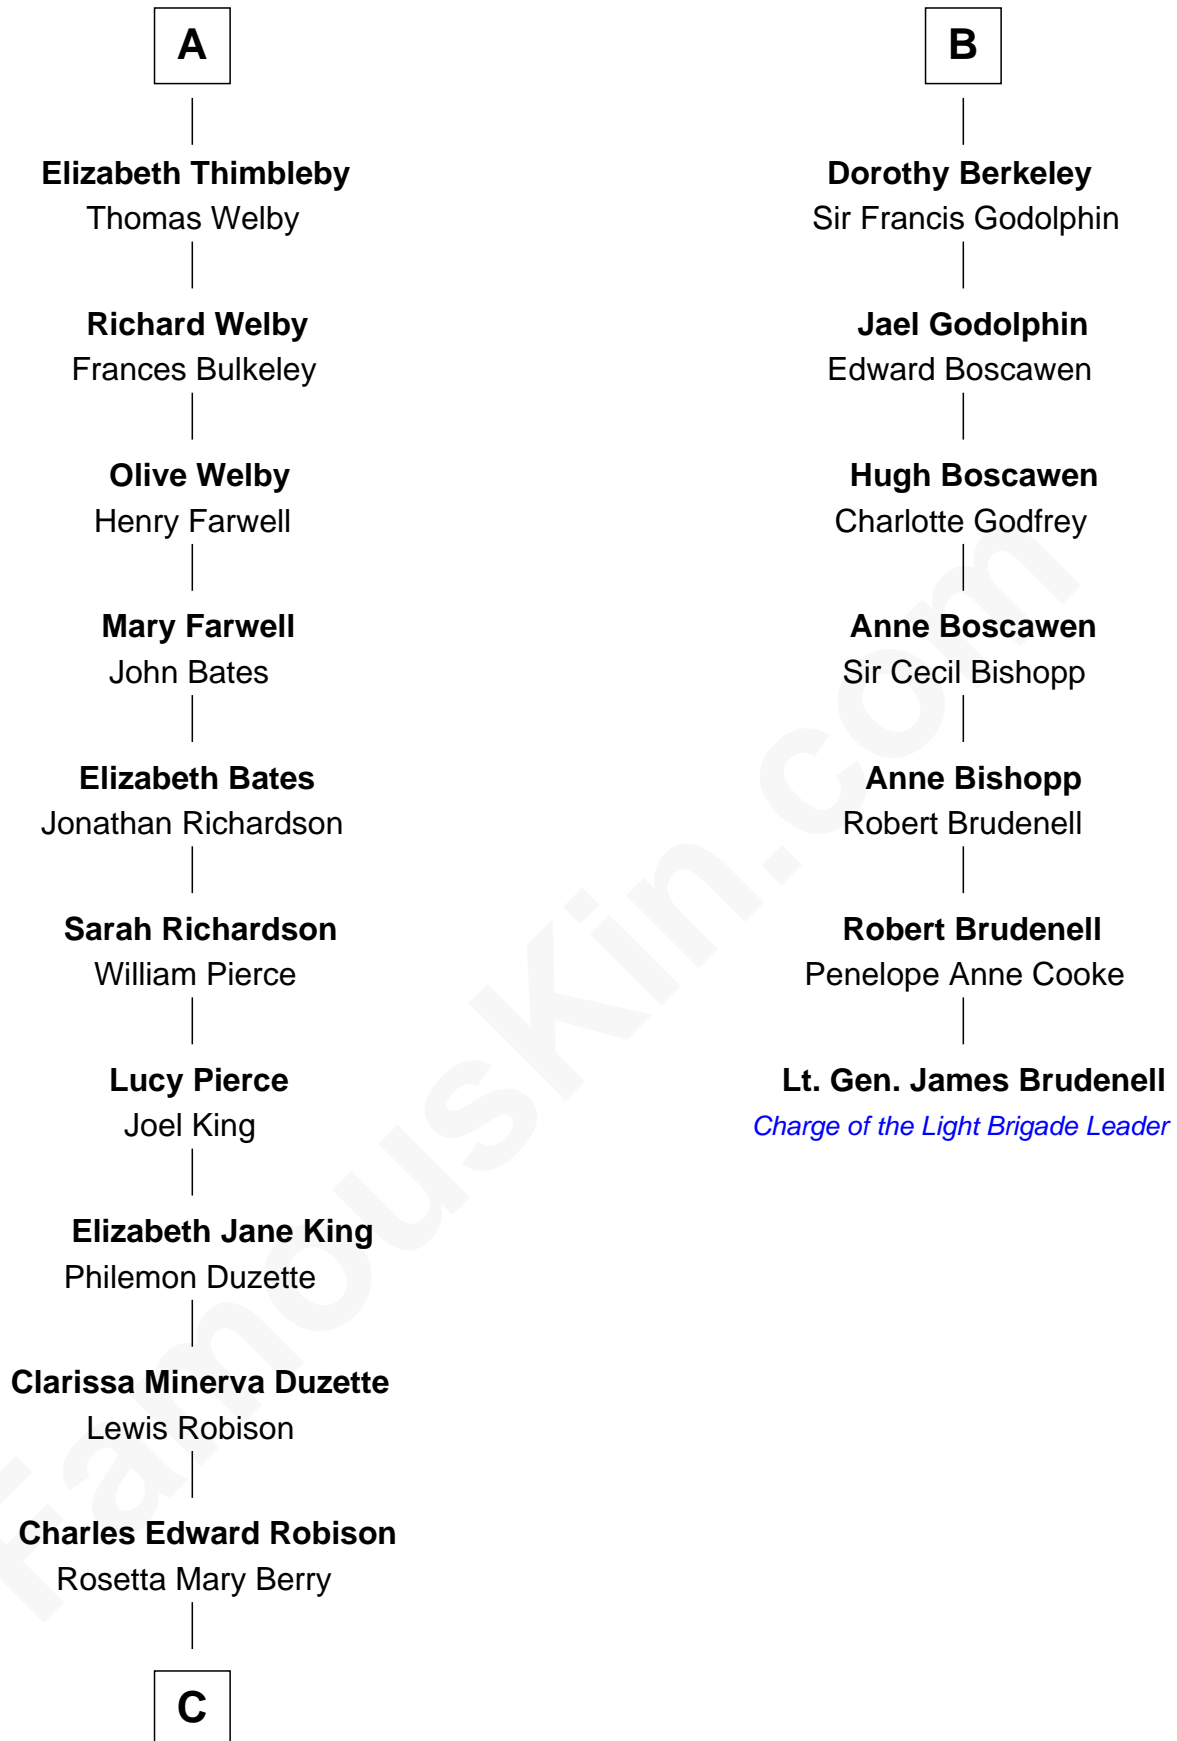 A
Elizabeth Thimbleby
Thomas Welby
Richard Welby
Frances Bulkeley
Olive Welby
Henry Farwell
Mary Farwell
John Bates
Elizabeth Bates
Jonathan Richardson
Sarah Richardson
William Pierce
Lucy Pierce
Joel King
Elizabeth Jane King
Philemon Duzette
Clarissa Minerva Duzette
Lewis Robison
Charles Edward Robison
Rosetta Mary Berry
C
B
Dorothy Berkeley
Sir Francis Godolphin
Jael Godolphin
Edward Boscawen
Hugh Boscawen
Charlotte Godfrey
Anne Boscawen
Sir Cecil Bishopp
Anne Bishopp
Robert Brudenell
Robert Brudenell
Penelope Anne Cooke
Lt. Gen. James Brudenell
Charge of the Light Brigade Leader
FamousKin.com